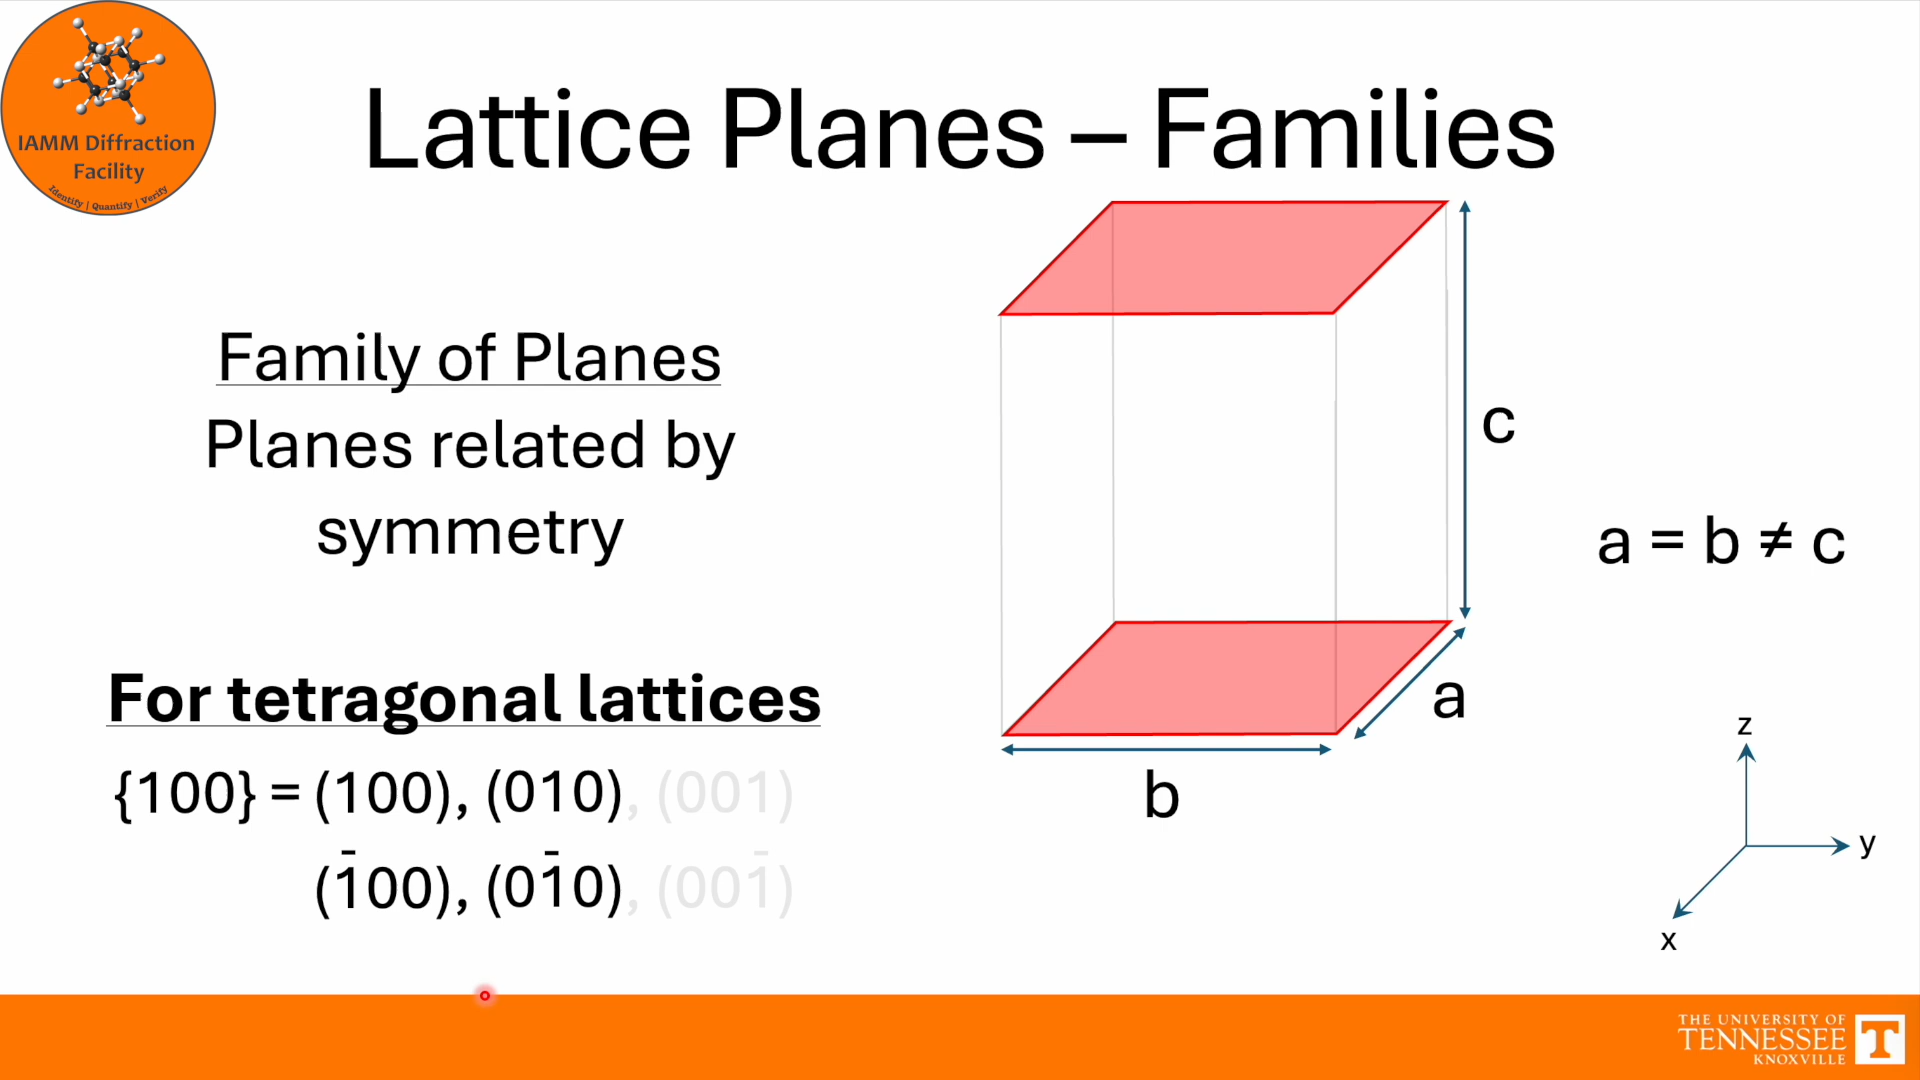 IAMM Diffraction
Facility
Identify | Quantify | Verify
Lattice Planes – Families
Family of Planes
Planes related by
symmetry
For tetragonal lattices
{100} = (100), (010), (001)
(1̄00), (01̄0), (001̄)
c
a
b
a = b ≠ c
z
y
x
THE UNIVERSITY OF
TENNESSEE
KNOXVILLE
T